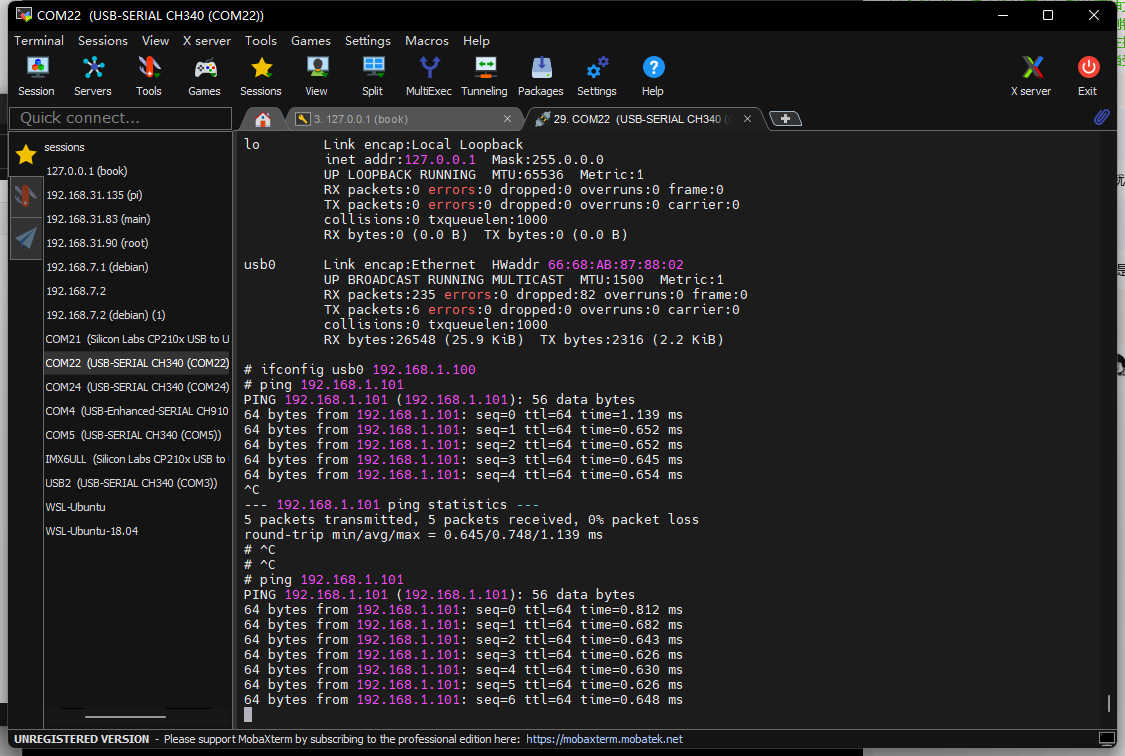 COM22  (USB-SERIAL CH340 (COM22))
Terminal Sessions View X server Tools Games Settings Macros Help
Session Servers Tools Games Sessions View Split MultiExec Tunneling Packages Settings Help X server Exit
Quick connect...
3. 127.0.0.1 (book)
29. COM22  (USB-SERIAL CH340 (
sessions
127.0.0.1 (book)
192.168.31.135 (pi)
192.168.31.83 (main)
192.168.31.90 (root)
192.168.7.1 (debian)
192.168.7.2
192.168.7.2 (debian) (1)
COM21  (Silicon Labs CP210x USB to U
COM22  (USB-SERIAL CH340 (COM22)
COM24  (USB-SERIAL CH340 (COM24)
COM4  (USB-Enhanced-SERIAL CH910
COM5  (USB-SERIAL CH340 (COM5))
IMX6ULL  (Silicon Labs CP210x USB to
USB2  (USB-SERIAL CH340 (COM3))
WSL-Ubuntu
WSL-Ubuntu-18.04
lo        Link encap:Local Loopback
          inet addr:127.0.0.1  Mask:255.0.0.0
          UP LOOPBACK RUNNING  MTU:65536  Metric:1
          RX packets:0 errors:0 dropped:0 overruns:0 frame:0
          TX packets:0 errors:0 dropped:0 overruns:0 carrier:0
          collisions:0 txqueuelen:1000
          RX bytes:0 (0.0 B)  TX bytes:0 (0.0 B)
usb0      Link encap:Ethernet  HWaddr 66:68:AB:87:88:02
          UP BROADCAST RUNNING MULTICAST  MTU:1500  Metric:1
          RX packets:235 errors:0 dropped:82 overruns:0 frame:0
          TX packets:6 errors:0 dropped:0 overruns:0 carrier:0
          collisions:0 txqueuelen:1000
          RX bytes:26548 (25.9 KiB)  TX bytes:2316 (2.2 KiB)
# ifconfig usb0 192.168.1.100
# ping 192.168.1.101
PING 192.168.1.101 (192.168.1.101): 56 data bytes
64 bytes from 192.168.1.101: seq=0 ttl=64 time=1.139 ms
64 bytes from 192.168.1.101: seq=1 ttl=64 time=0.652 ms
64 bytes from 192.168.1.101: seq=2 ttl=64 time=0.652 ms
64 bytes from 192.168.1.101: seq=3 ttl=64 time=0.645 ms
64 bytes from 192.168.1.101: seq=4 ttl=64 time=0.654 ms
^C
--- 192.168.1.101 ping statistics ---
5 packets transmitted, 5 packets received, 0% packet loss
round-trip min/avg/max = 0.645/0.748/1.139 ms
# ^C
# ^C
# ping 192.168.1.101
PING 192.168.1.101 (192.168.1.101): 56 data bytes
64 bytes from 192.168.1.101: seq=0 ttl=64 time=0.812 ms
64 bytes from 192.168.1.101: seq=1 ttl=64 time=0.682 ms
64 bytes from 192.168.1.101: seq=2 ttl=64 time=0.643 ms
64 bytes from 192.168.1.101: seq=3 ttl=64 time=0.626 ms
64 bytes from 192.168.1.101: seq=4 ttl=64 time=0.630 ms
64 bytes from 192.168.1.101: seq=5 ttl=64 time=0.626 ms
64 bytes from 192.168.1.101: seq=6 ttl=64 time=0.648 ms
UNREGISTERED VERSION - Please support MobaXterm by subscribing to the professional edition here: https://mobaxterm.mobatek.net